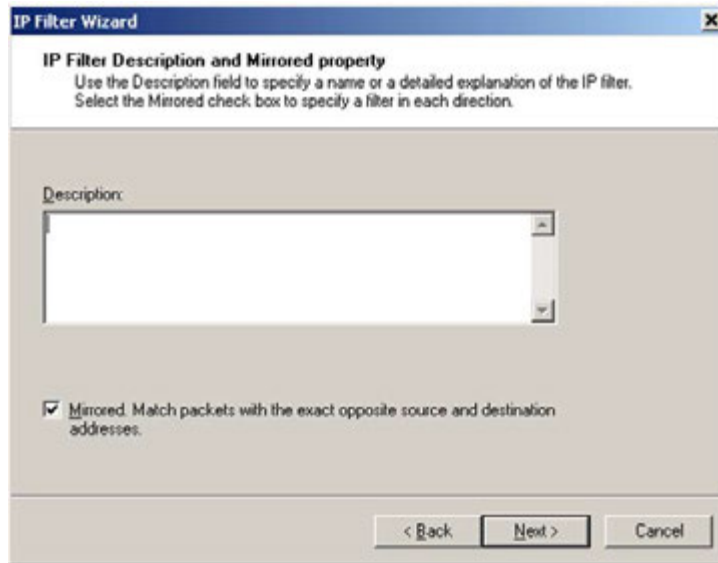 IP Filter Wizard
IP Filter Description and Mirrored property
Use the Description field to specify a name or a detailed explanation of the IP filter.
Select the Mirrored check box to specify a filter in each direction.
Description:
Mirrored. Match packets with the exact opposite source and destination
addresses.
< Back
Next >
Cancel